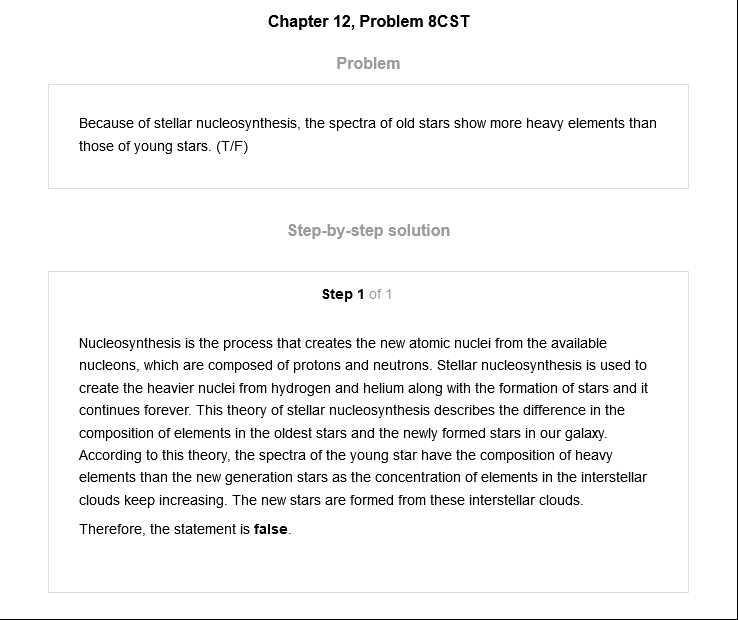 Chapter 12, Problem 8CST
Problem
Because of stellar nucleosynthesis, the spectra of old stars show more heavy elements than
those of young stars. (T/F)
Step-by-step solution
Step 1 of 1
Nucleosynthesis is the process that creates the new atomic nuclei from the available
nucleons, which are composed of protons and neutrons. Stellar nucleosynthesis is used to
create the heavier nuclei from hydrogen and helium along with the formation of stars and it
continues forever. This theory of stellar nucleosynthesis describes the difference in the
composition of elements in the oldest stars and the newly formed stars in our galaxy.
According to this theory, the spectra of the young star have the composition of heavy
elements than the new generation stars as the concentration of elements in the interstellar
clouds keep increasing. The new stars are formed from these interstellar clouds.
Therefore, the statement is false.